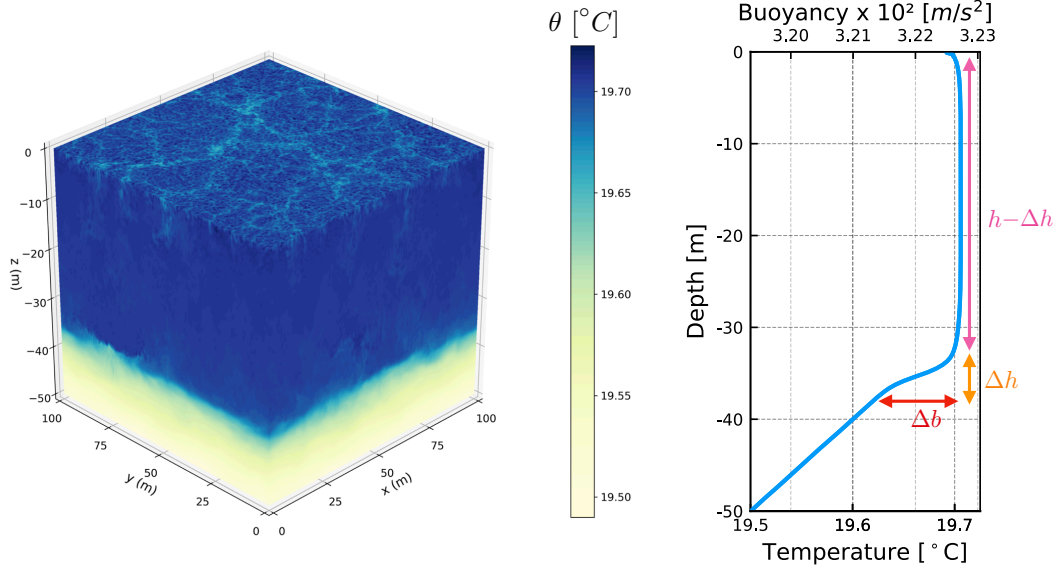 θ [°C]
0
−10
−20
−30
−40
−50
z (m)
100
75
50
25
0
y (m)
0
25
50
75
100
x (m)
19.70
19.65
19.60
19.55
19.50
Buoyancy x 10² [m/s²]
3.20 3.21 3.22 3.23
0
-10
-20
-30
-40
-50
Depth [m]
h−Δh
Δh
Δb
19.5 19.6 19.7
Temperature [°C]